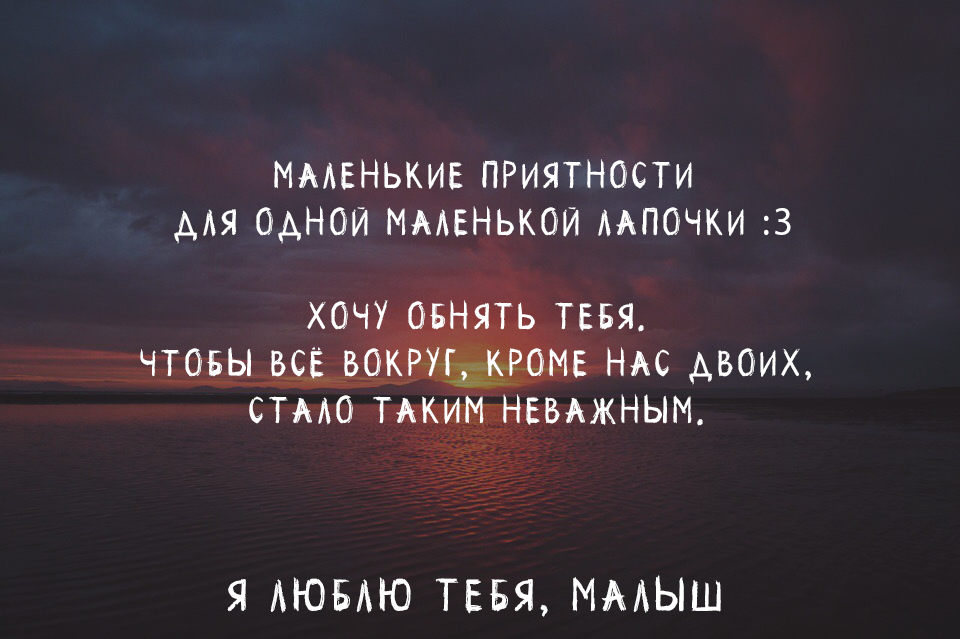 МАЛЕНЬКИЕ ПРИЯТНОСТИ
ДЛЯ ОДНОЙ МАЛЕНЬКОЙ ЛАПОЧКИ :3
ХОЧУ ОБНЯТЬ ТЕБЯ.
ЧТОБЫ ВСЁ ВОКРУГ, КРОМЕ НАС ДВОИХ,
СТАЛО ТАКИМ НЕВАЖНЫМ.
Я ЛЮБЛЮ ТЕБЯ, МАЛЫШ